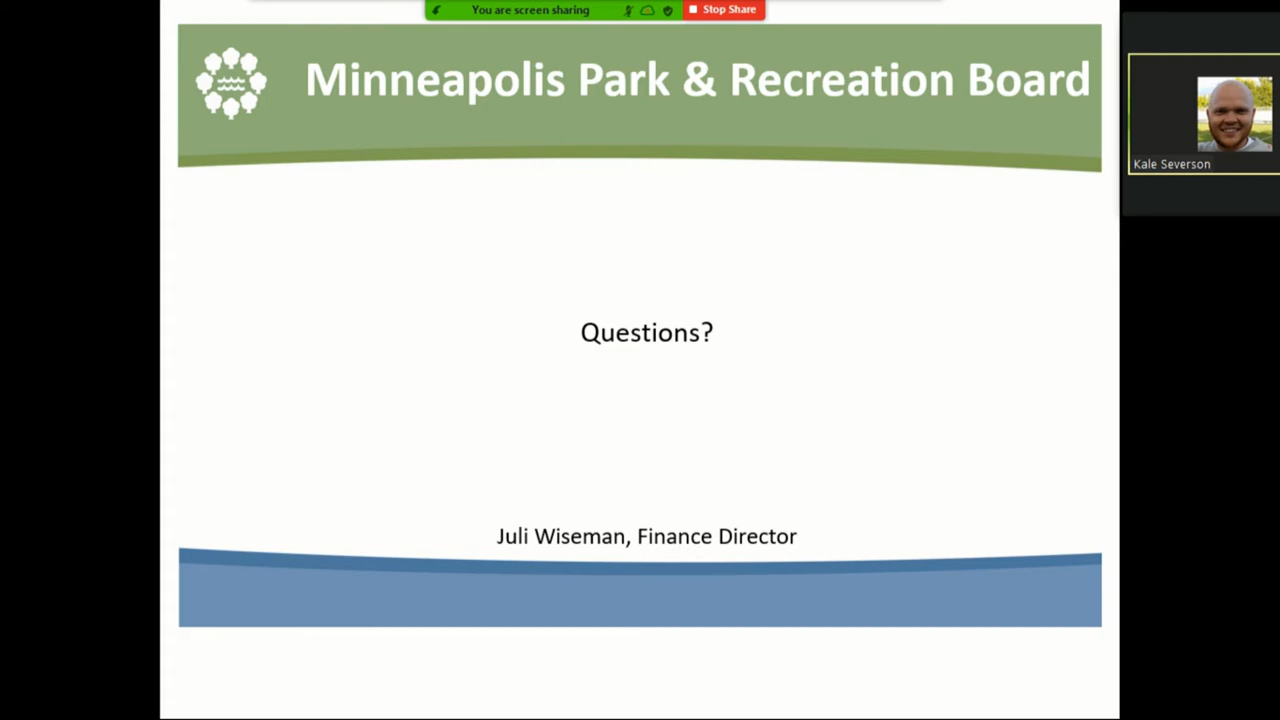 You are screen sharing
Stop Share
Minneapolis Park & Recreation Board
Kale Severson
Questions?
Juli Wiseman, Finance Director